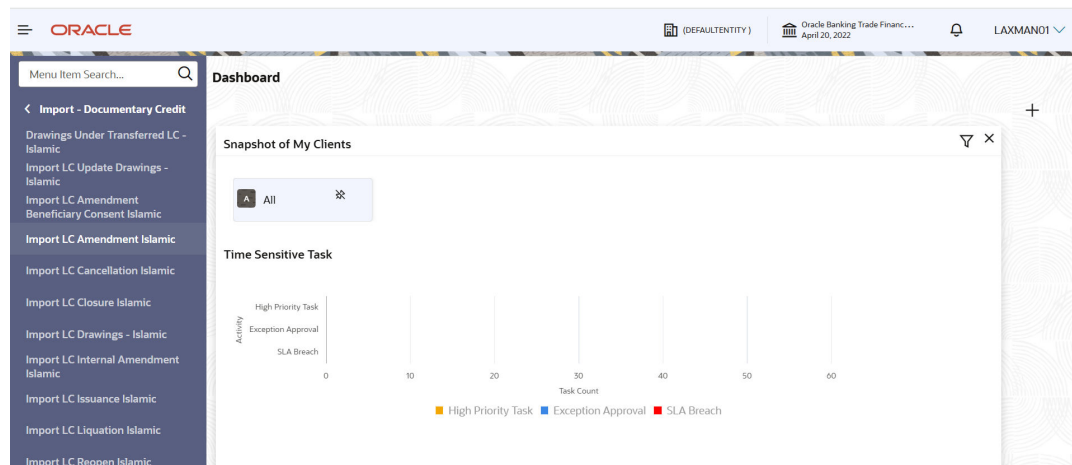 ORACLE
(DEFAULTENTITY )
Oracle Banking Trade Financ...
April 20, 2022
LAXMAN01
Menu Item Search...
Import - Documentary Credit
Drawings Under Transferred LC -
Islamic
Import LC Update Drawings -
Islamic
Import LC Amendment
Beneficiary Consent Islamic
Import LC Amendment Islamic
Import LC Cancellation Islamic
Import LC Closure Islamic
Import LC Drawings - Islamic
Import LC Internal Amendment
Islamic
Import LC Issuance Islamic
Import LC Liquation Islamic
Import LC Reopen Islamic
Dashboard
Snapshot of My Clients
A All
Time Sensitive Task
Activity
High Priority Task
Exception Approval
SLA Breach
0 10 20 30 40 50 60
Task Count
High Priority Task Exception Approval SLA Breach